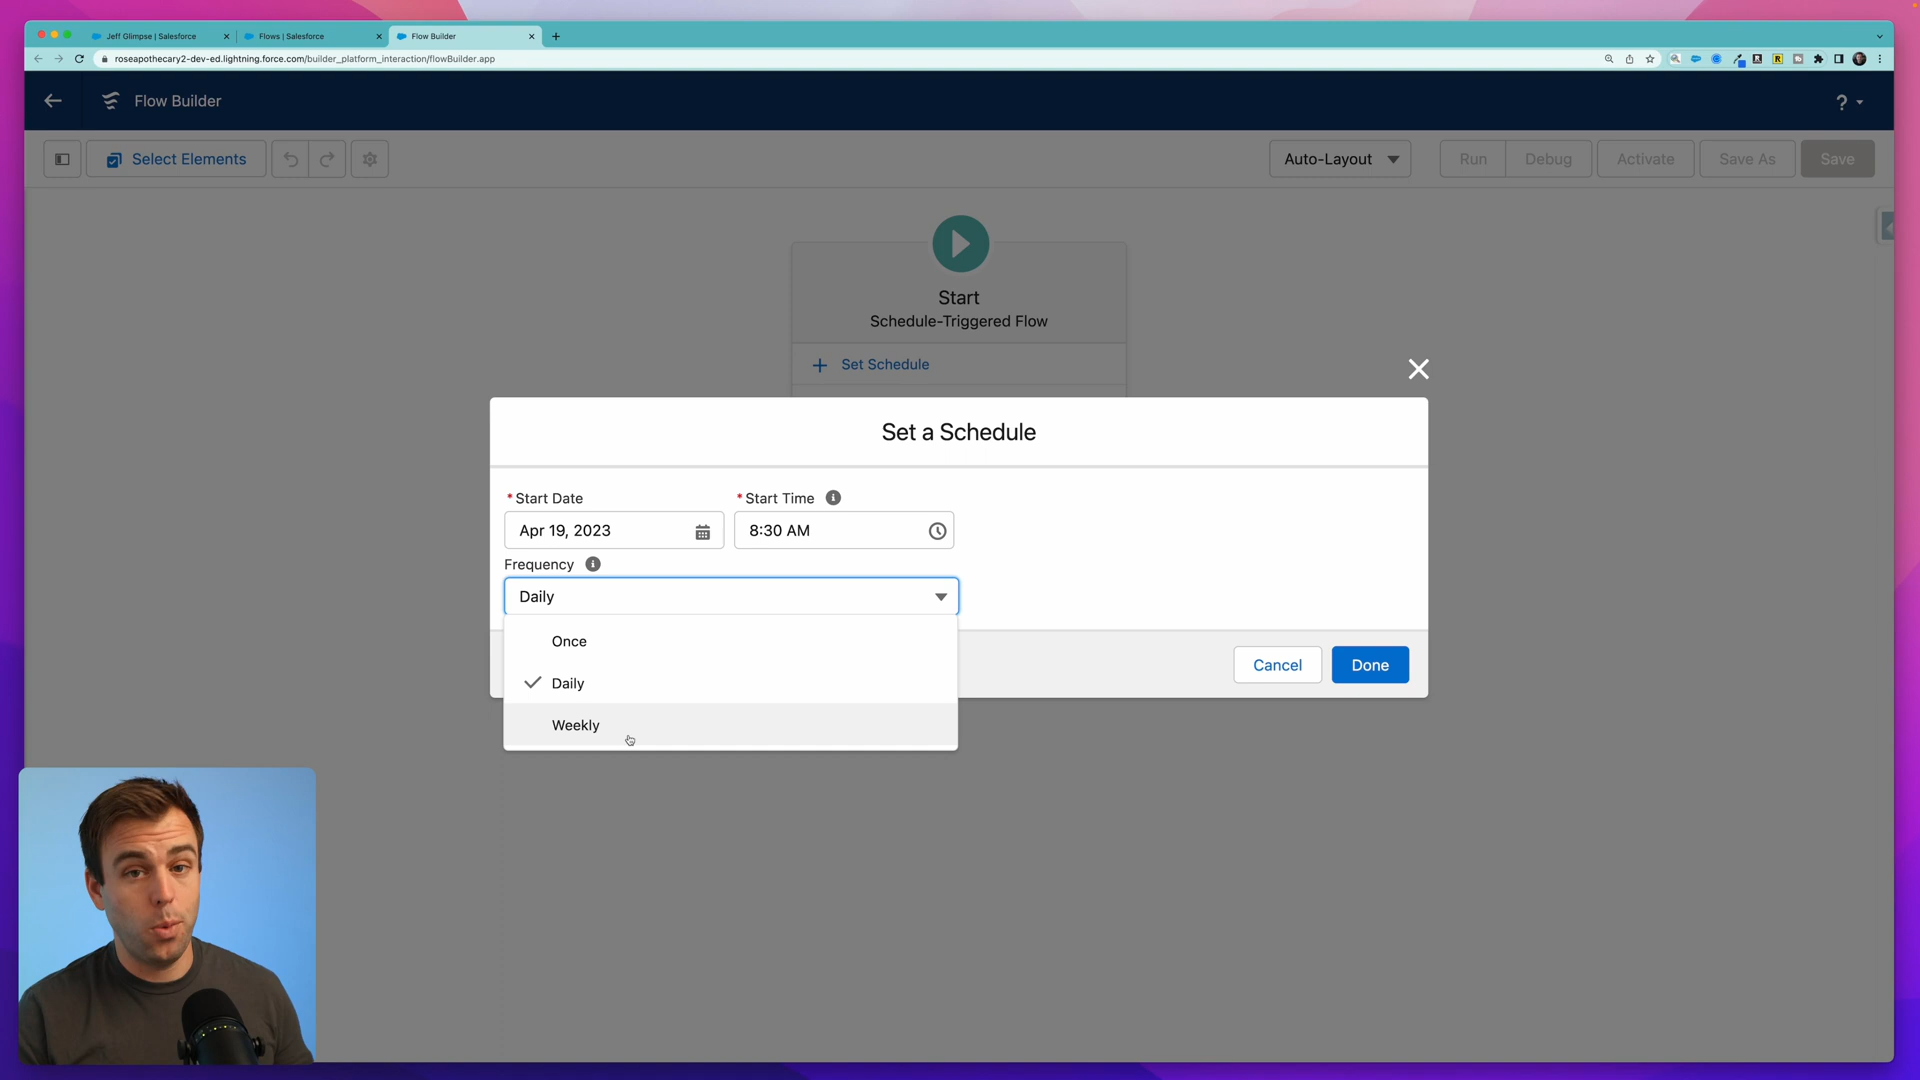 Jeff Glimpse | Salesforce
Flows | Salesforce
Flow Builder
roseapothecary2-dev-ed.lightning.force.com/builder_platform_interaction/flowBuilder.app
Flow Builder
?
Select Elements
Auto-Layout
Run
Debug
Activate
Save As
Save
Start
Schedule-Triggered Flow
+ Set Schedule
Set a Schedule
* Start Date
* Start Time
Apr 19, 2023
8:30 AM
Frequency
Daily
Once
Daily
Weekly
Cancel
Done